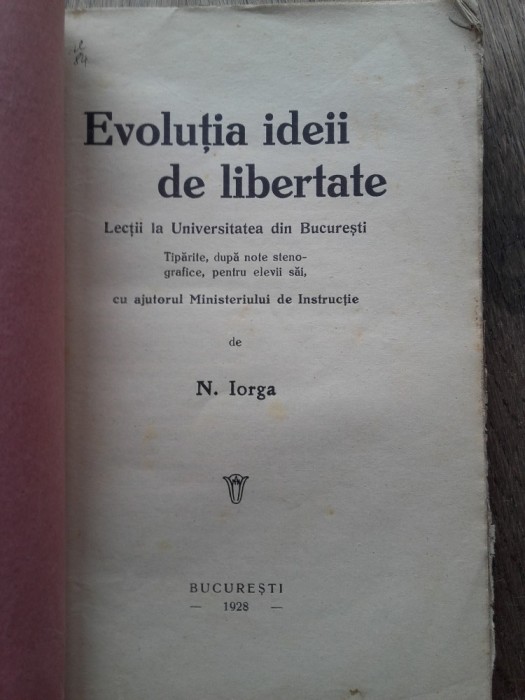 Evoluția ideii
de libertate
Lecții la Universitatea din București
Tipărite, după note steno-
grafice, pentru elevii săi,
cu ajutorul Ministeriului de Instrucție
de
N. Iorga
BUCUREȘTI
— 1928 —